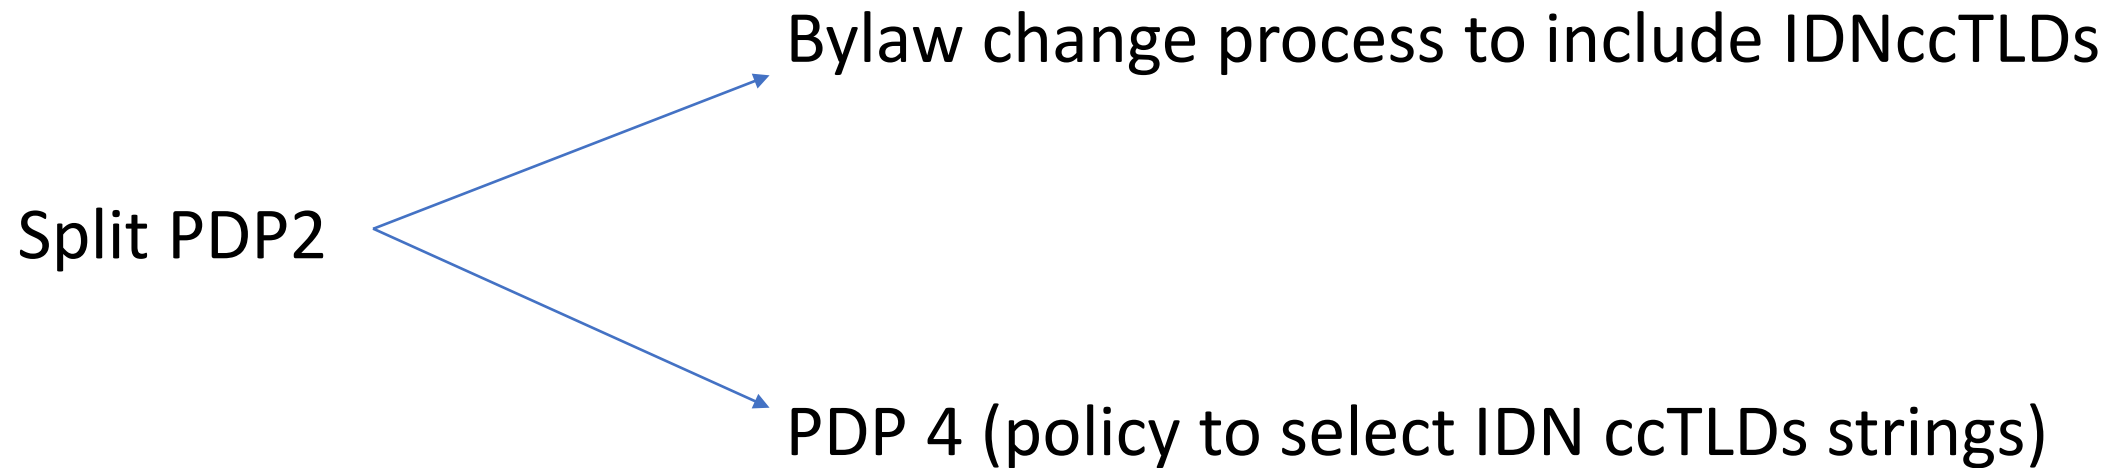 Bylaw change process to include IDNccTLDs
Split PDP2
PDP 4 (policy to select IDN ccTLDs strings)